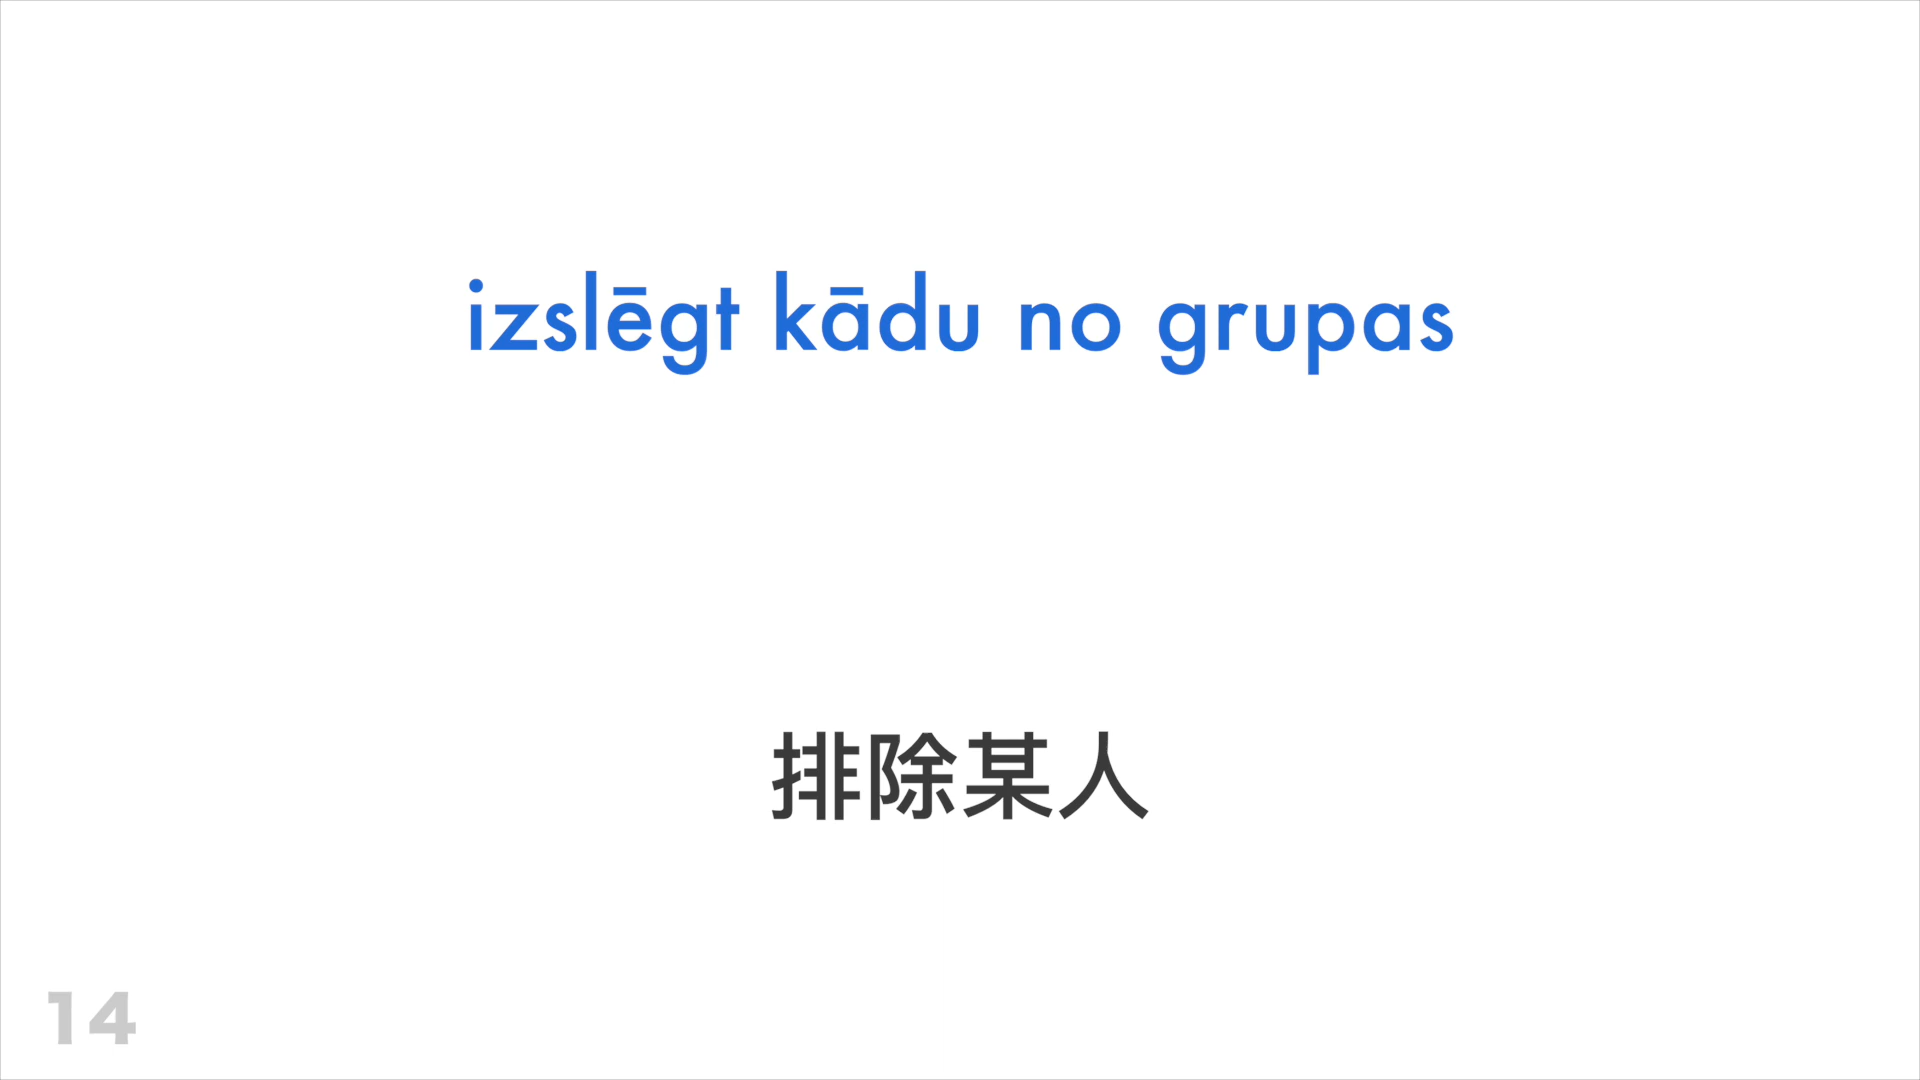 izslēgt kādu no grupas
排除某人
14